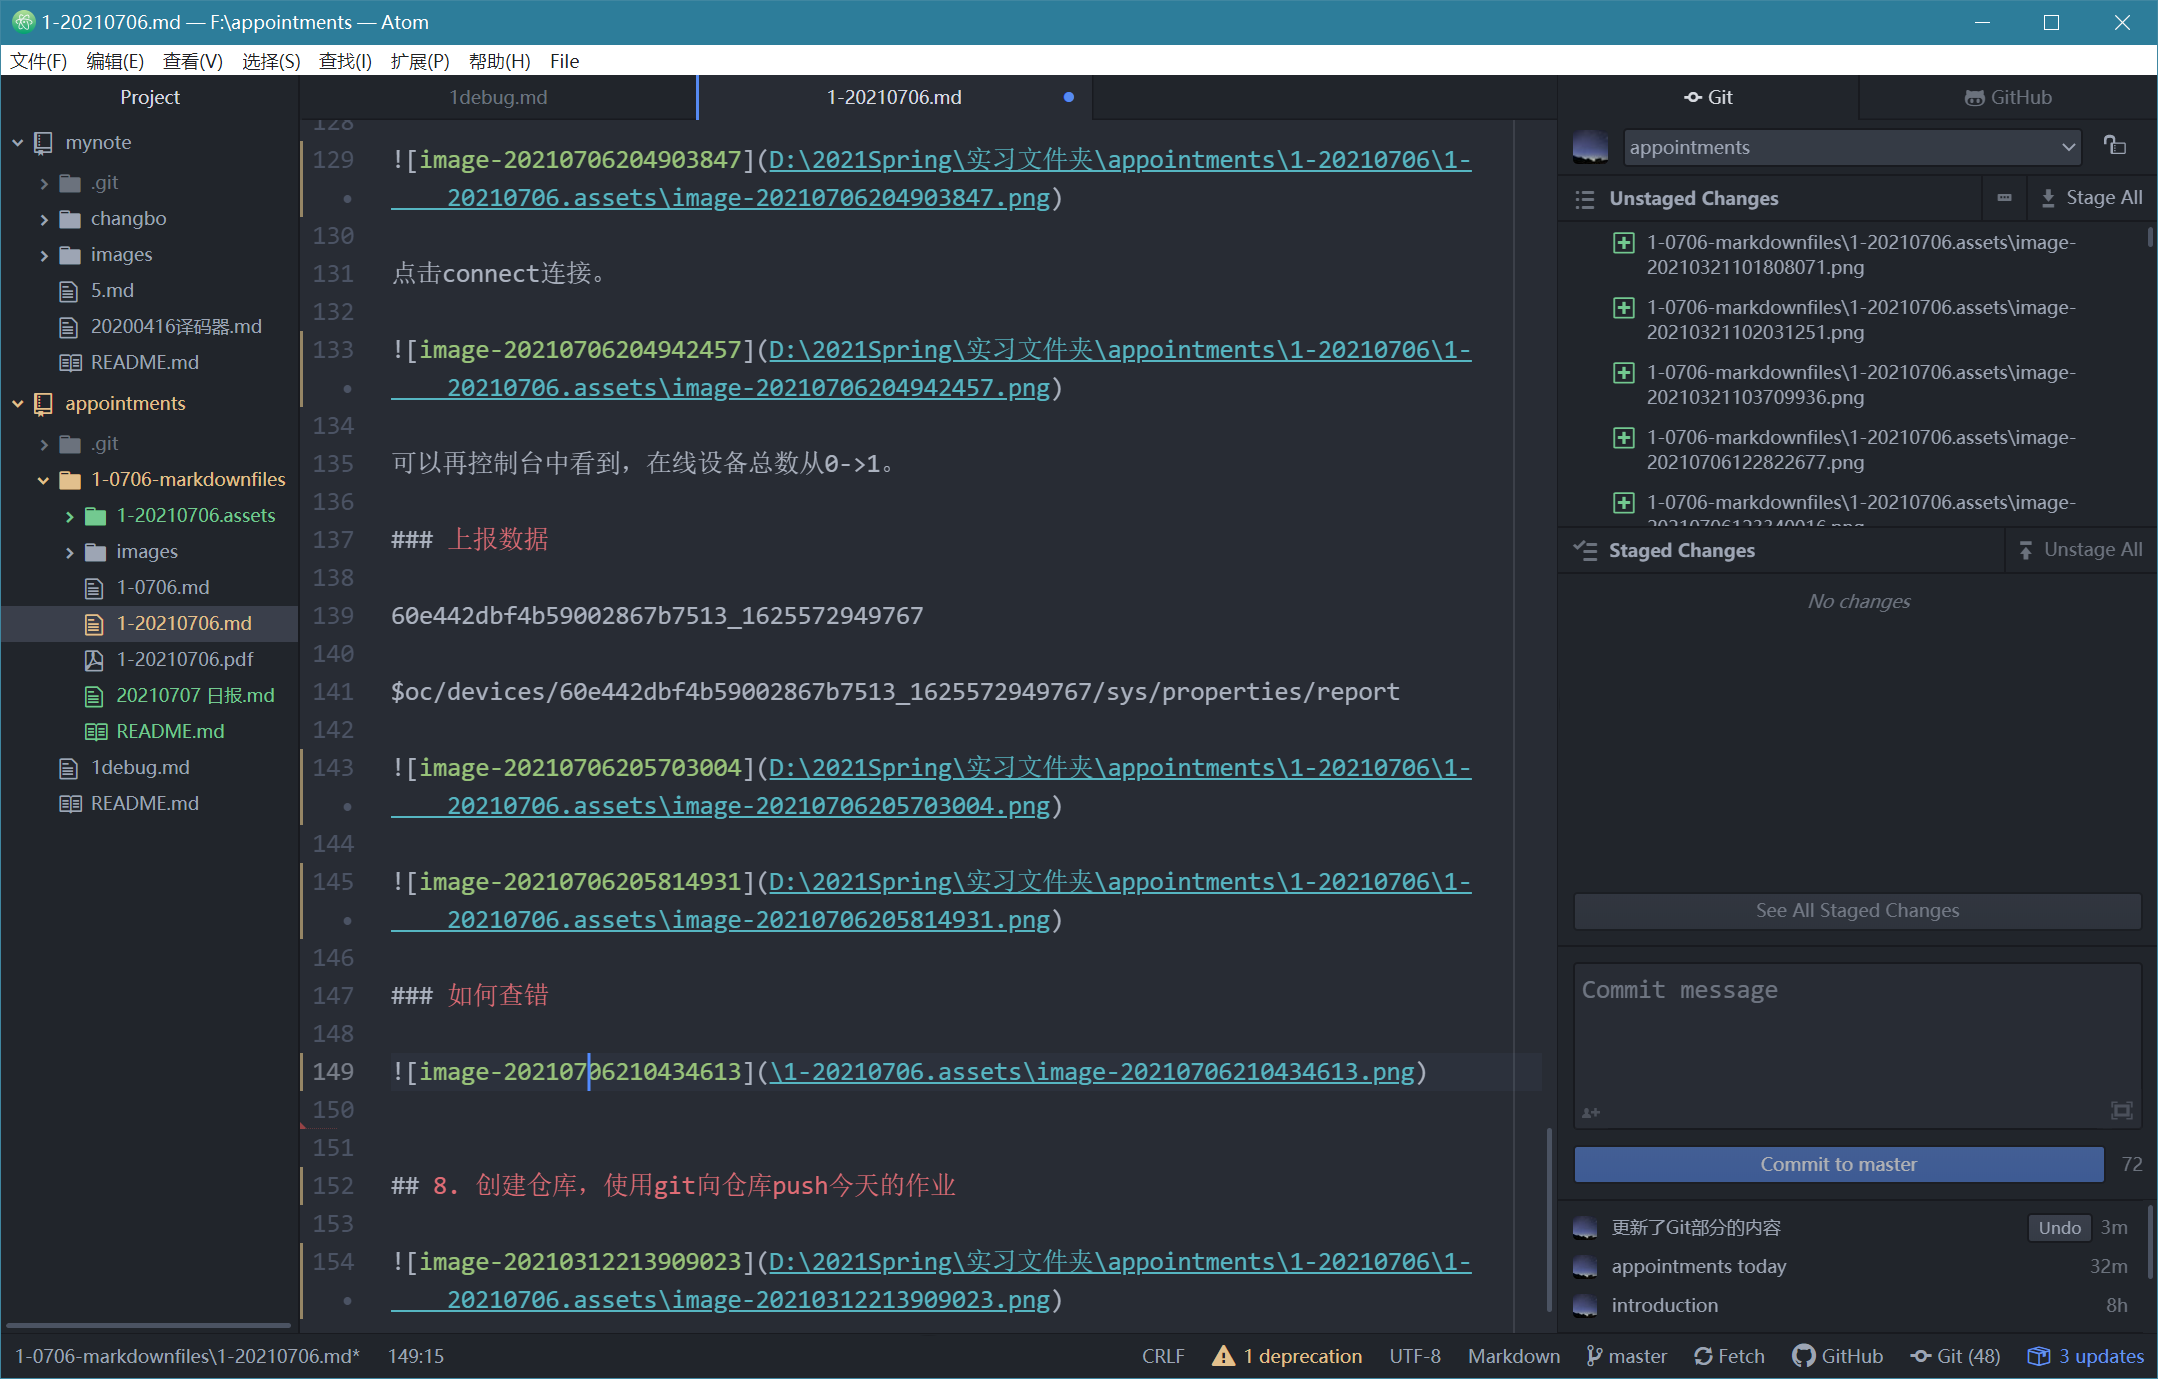 1-20210706.md — F:\appointments — Atom
文件(F) 编辑(E) 查看(V) 选择(S) 查找(I) 扩展(P) 帮助(H) File
Project
mynote
.git
changbo
images
5.md
20200416译码器.md
README.md
appointments
.git
1-0706-markdownfiles
1-20210706.assets
images
1-0706.md
1-20210706.md
1-20210706.pdf
20210707 日报.md
README.md
1debug.md
README.md
1debug.md
1-20210706.md
128
129 ![image-20210706204903847](D:\2021Spring\实习文件夹\appointments\1-20210706\1-
• 20210706.assets\image-20210706204903847.png)
130
131 点击connect连接。
132
133 ![image-20210706204942457](D:\2021Spring\实习文件夹\appointments\1-20210706\1-
• 20210706.assets\image-20210706204942457.png)
134
135 可以再控制台中看到，在线设备总数从0->1。
136
137 ### 上报数据
138
139 60e442dbf4b59002867b7513_1625572949767
140
141 $oc/devices/60e442dbf4b59002867b7513_1625572949767/sys/properties/report
142
143 ![image-20210706205703004](D:\2021Spring\实习文件夹\appointments\1-20210706\1-
• 20210706.assets\image-20210706205703004.png)
144
145 ![image-20210706205814931](D:\2021Spring\实习文件夹\appointments\1-20210706\1-
• 20210706.assets\image-20210706205814931.png)
146
147 ### 如何查错
148
149 ![image-20210706210434613](\1-20210706.assets\image-20210706210434613.png)
150
151
152 ## 8. 创建仓库，使用git向仓库push今天的作业
153
154 ![image-20210312213909023](D:\2021Spring\实习文件夹\appointments\1-20210706\1-
• 20210706.assets\image-20210312213909023.png)
Git
GitHub
appointments
Unstaged Changes
Stage All
1-0706-markdownfiles\1-20210706.assets\image-
20210321101808071.png
1-0706-markdownfiles\1-20210706.assets\image-
20210321102031251.png
1-0706-markdownfiles\1-20210706.assets\image-
20210321103709936.png
1-0706-markdownfiles\1-20210706.assets\image-
20210706122822677.png
1-0706-markdownfiles\1-20210706.assets\image-
Staged Changes
Unstage All
No changes
See All Staged Changes
Commit message
Commit to master 72
更新了Git部分的内容 Undo 3m
appointments today 32m
introduction 8h
1-0706-markdownfiles\1-20210706.md* 149:15 CRLF 1 deprecation UTF-8 Markdown master Fetch GitHub Git (48) 3 updates